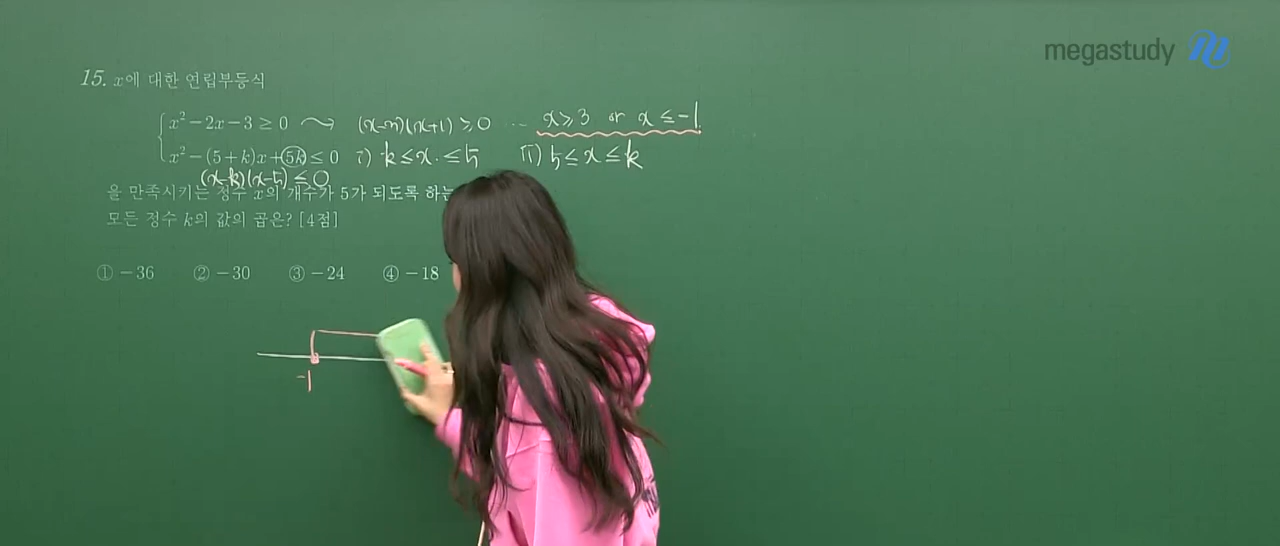 megastudy
15. x에 대한 연립부등식
x² − 2x − 3 ≥ 0 → (x−3)(x+1) ≥ 0 ... x ≥ 3 or x ≤ −1
x² − (5+k)x + 5k ≤ 0 i) k ≤ x ≤ 5 ii) 5 ≤ x ≤ k
(x−k)(x−5) ≤ 0
을 만족시키는 정수 x의 개수가 5가 되도록 하는
모든 정수 k의 값의 곱은? [4점]
① −36 ② −30 ③ −24 ④ −18
−1